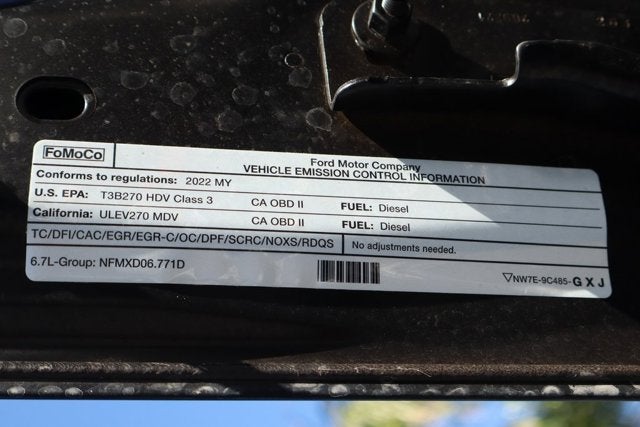 FoMoCo
Ford Motor Company
VEHICLE EMISSION CONTROL INFORMATION
Conforms to regulations: 2022 MY
U.S. EPA: T3B270 HDV Class 3 CA OBD II FUEL: Diesel
California: ULEV270 MDV CA OBD II FUEL: Diesel
TC/DFI/CAC/EGR/EGR-C/OC/DPF/SCRC/NOXS/RDQS No adjustments needed.
6.7L-Group: NFMXD06.771D
NW7E-9C485-GXJ